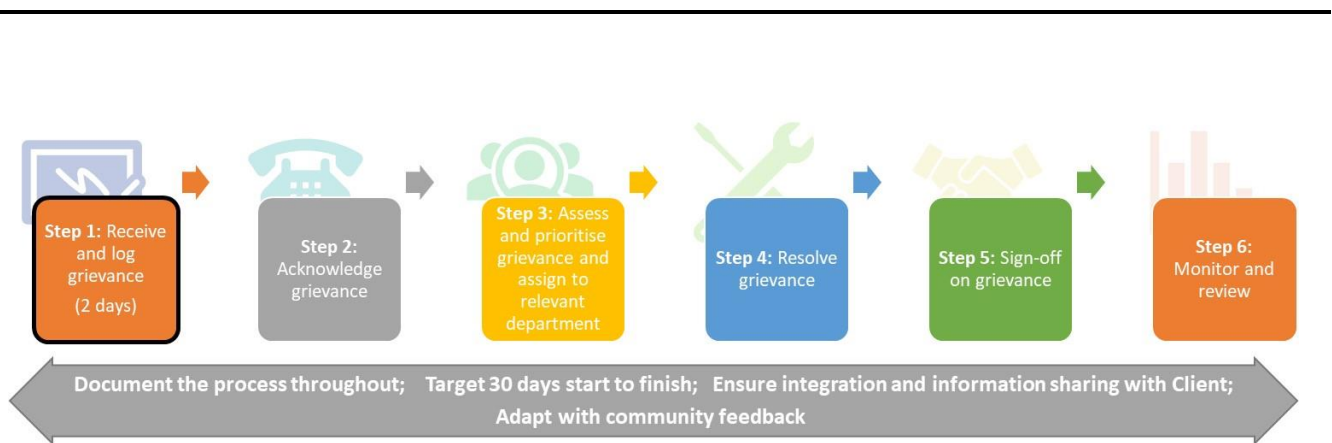 Step 1: Receive
and log
grievance
(2 days)
Step 2:
Acknowledge
grievance
Step 3: Assess
and prioritise
grievance and
assign to
relevant
department
Step 4: Resolve
grievance
Step 5: Sign-off
on grievance
Step 6:
Monitor and
review
Document the process throughout; Target 30 days start to finish; Ensure integration and information sharing with Client;
Adapt with community feedback